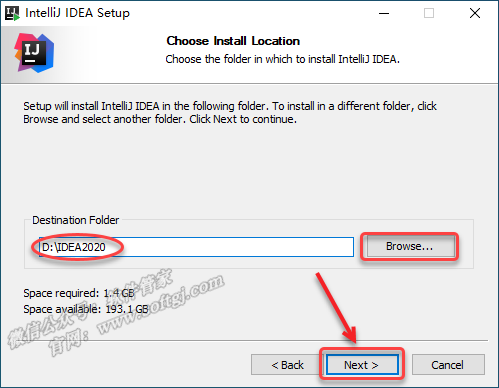 IntelliJ IDEA Setup
IJ
Choose Install Location
Choose the folder in which to install IntelliJ IDEA.
Setup will install IntelliJ IDEA in the following folder. To install in a different folder, click
Browse and select another folder. Click Next to continue.
Destination Folder
D:\IDEA2020
Browse...
Space required: 1.4 GB
Space available: 193.1 GB
微信公众号：软件管家
官网：www.softgj.com
< Back
Next >
Cancel